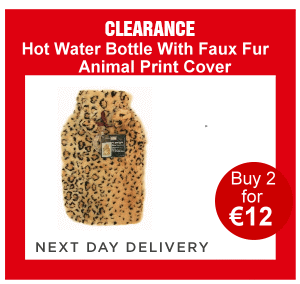 CLEARANCE
Hot Water Bottle With Faux Fur
Animal Print Cover
Buy 2
for
€12
NEXT DAY DELIVERY